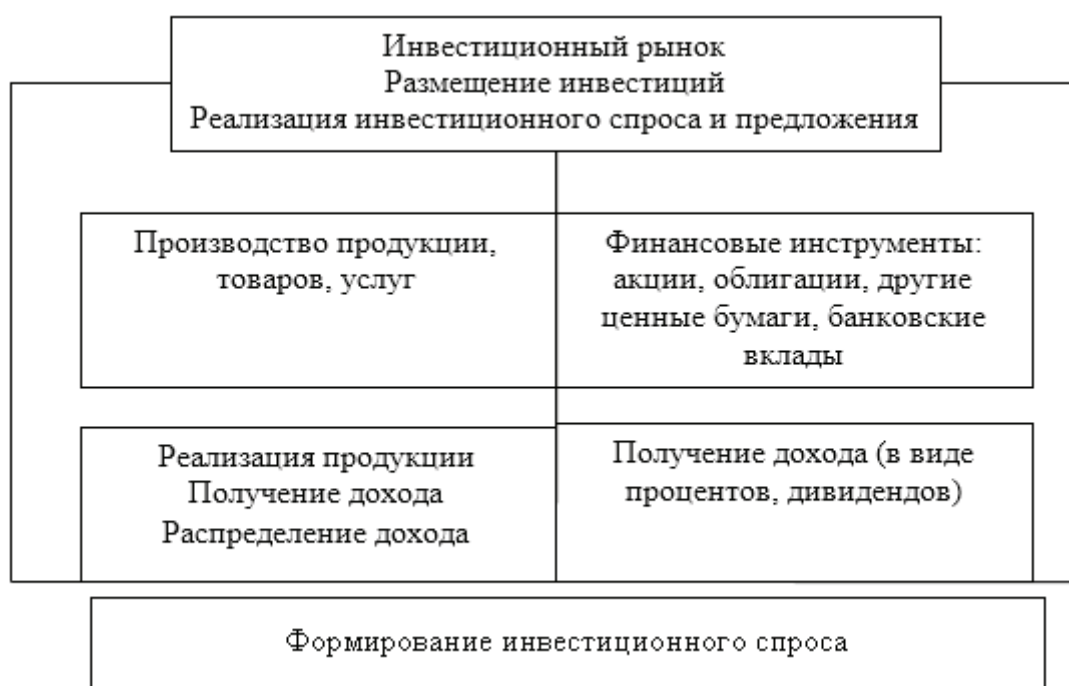 Инвестиционный рынок
Размещение инвестиций
Реализация инвестиционного спроса и предложения
Производство продукции,
товаров, услуг
Финансовые инструменты:
акции, облигации, другие
ценные бумаги, банковские
вклады
Реализация продукции
Получение дохода
Распределение дохода
Получение дохода (в виде
процентов, дивидендов)
Формирование инвестиционного спроса